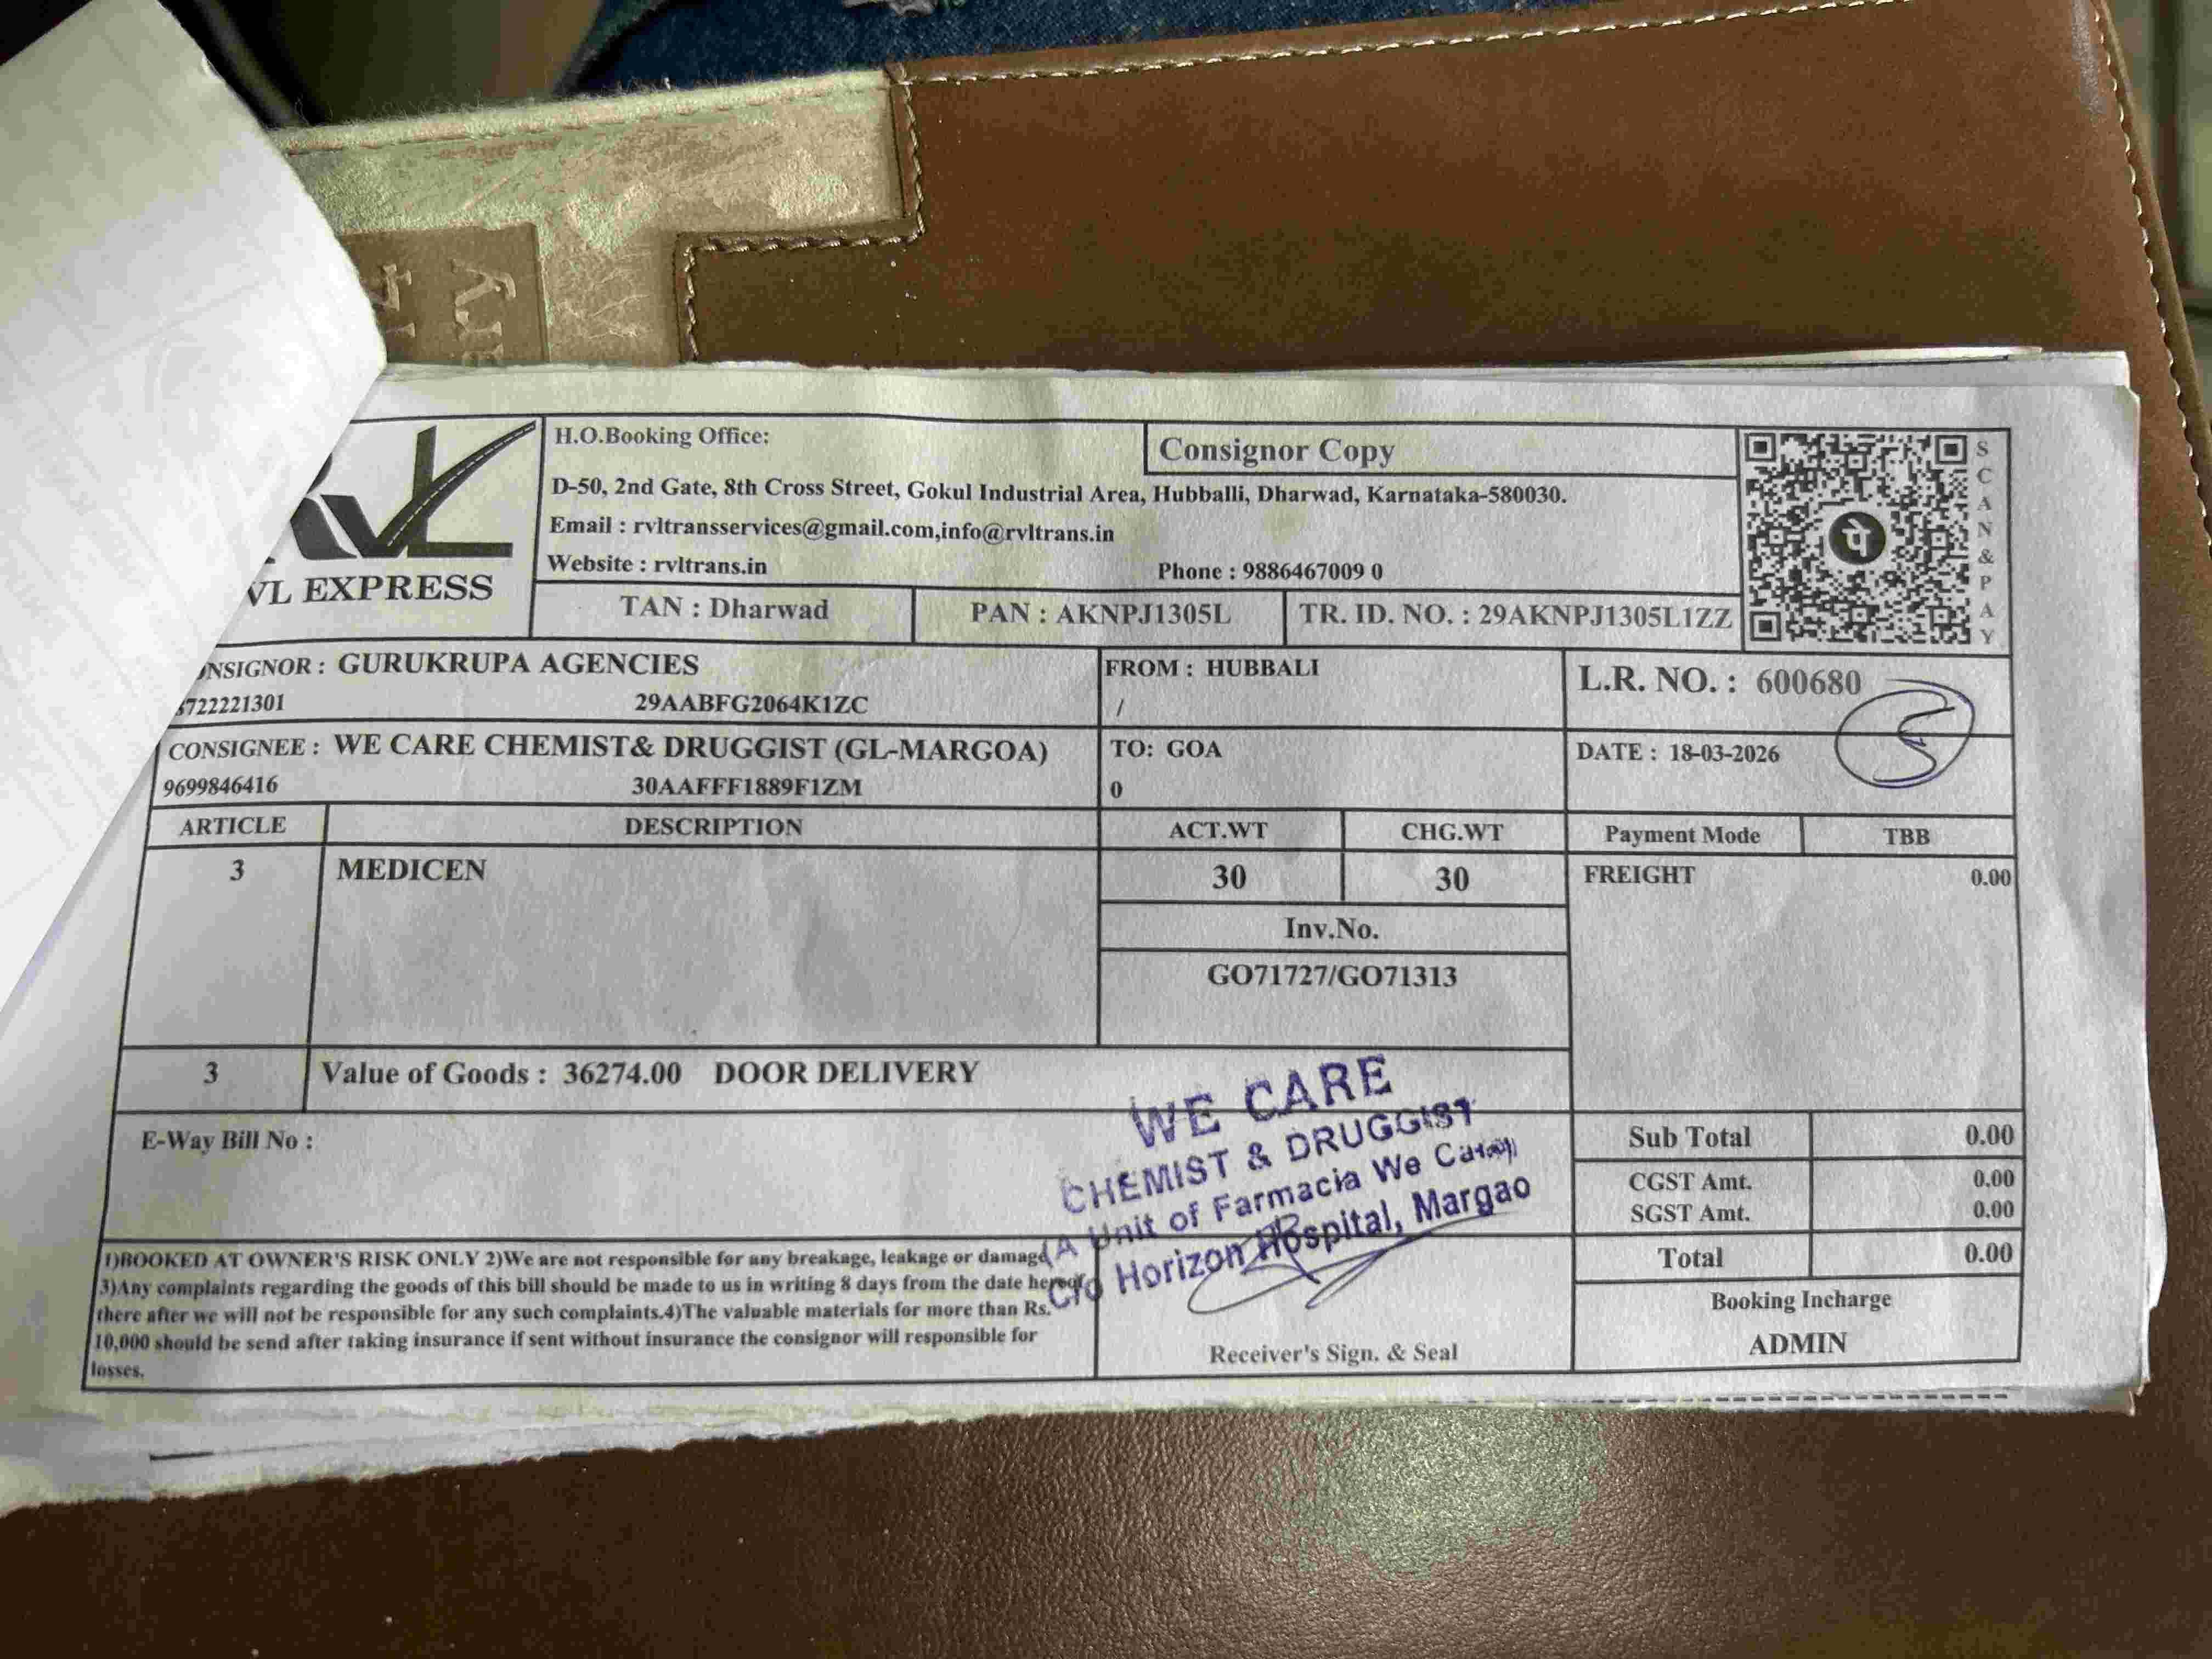 H.O.Booking Office:
Consignor Copy
D-50, 2nd Gate, 8th Cross Street, Gokul Industrial Area, Hubballi, Dharwad, Karnataka-580030.
Email : rvltransservices@gmail.com,info@rvltrans.in
Website : rvltrans.in Phone : 9886467009 0
VL EXPRESS
TAN : Dharwad PAN : AKNPJ1305L TR. ID. NO. : 29AKNPJ1305L1ZZ
SCAN&PAY
पे
NSIGNOR : GURUKRUPA AGENCIES FROM : HUBBALI L.R. NO. : 600680
722221301 29AABFG2064K1ZC /
CONSIGNEE : WE CARE CHEMIST& DRUGGIST (GL-MARGOA) TO: GOA DATE : 18-03-2026
9699846416 30AAFFF1889F1ZM 0
ARTICLE DESCRIPTION ACT.WT CHG.WT Payment Mode TBB
3 MEDICEN 30 30 FREIGHT 0.00
Inv.No.
GO71727/GO71313
3 Value of Goods : 36274.00 DOOR DELIVERY
E-Way Bill No :
WE CARE
CHEMIST & DRUGGIST
(A Unit of Farmacia We Care)
C/o Horizon Hospital, Margao
Sub Total 0.00
CGST Amt. 0.00
SGST Amt. 0.00
Total 0.00
1)BOOKED AT OWNER'S RISK ONLY 2)We are not responsible for any breakage, leakage or damage
3)Any complaints regarding the goods of this bill should be made to us in writing 8 days from the date hereof
there after we will not be responsible for any such complaints.4)The valuable materials for more than Rs.
10,000 should be send after taking insurance if sent without insurance the consignor will responsible for
losses.
Receiver's Sign. & Seal
Booking Incharge
ADMIN